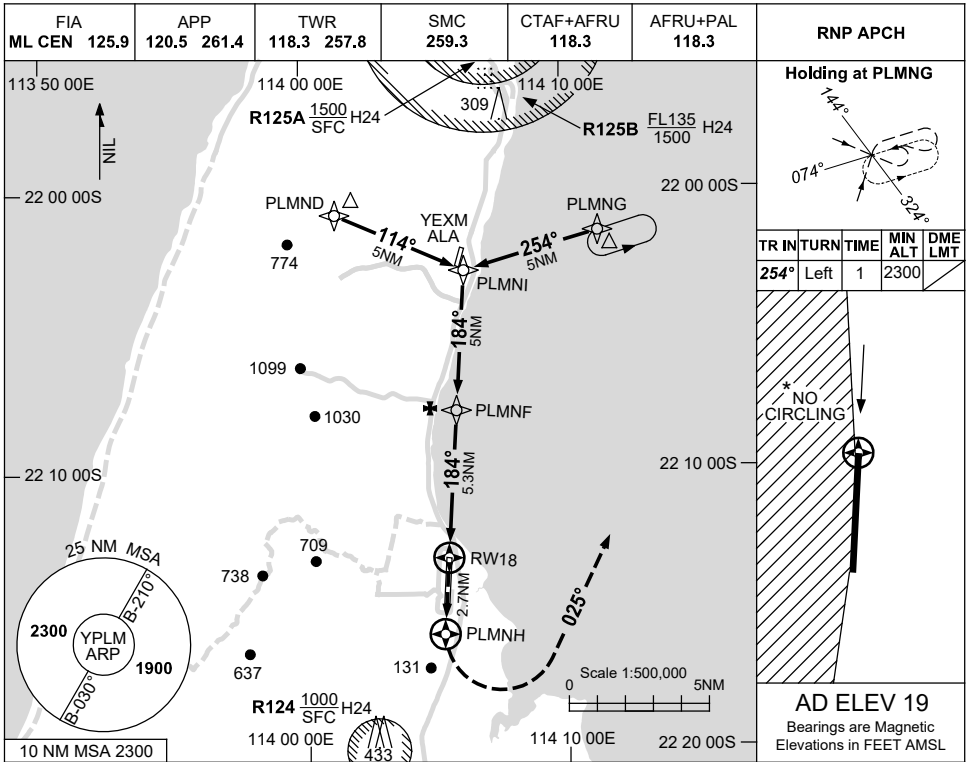 FIA
ML CEN 125.9
APP
120.5 261.4
TWR
118.3 257.8
SMC
259.3
CTAF+AFRU
118.3
AFRU+PAL
118.3
RNP APCH
113 50 00E
114 00 00E
114 10 00E
NIL
R125A 1500 H24
SFC
309
R125B FL135 H24
1500
Holding at PLMNG
144°
074°
324°
22 00 00S
22 00 00S
PLMND
YEXM
ALA
PLMNG
114°
5NM
254°
5NM
774
PLMNI
TR IN
TURN
TIME
MIN
ALT
DME
LMT
254°
Left
1
2300
184°
5NM
1099
1030
PLMNF
* NO
CIRCLING
22 10 00S
22 10 00S
184°
5.3NM
709
738
RW18
25 NM MSA
B-210°
2300
YPLM
ARP
1900
B-030°
2.7NM
025°
PLMNH
637
131
Scale 1:500,000
0
5NM
R124 1000 H24
SFC
433
AD ELEV 19
Bearings are Magnetic
Elevations in FEET AMSL
10 NM MSA 2300
114 00 00E
114 10 00E
22 20 00S